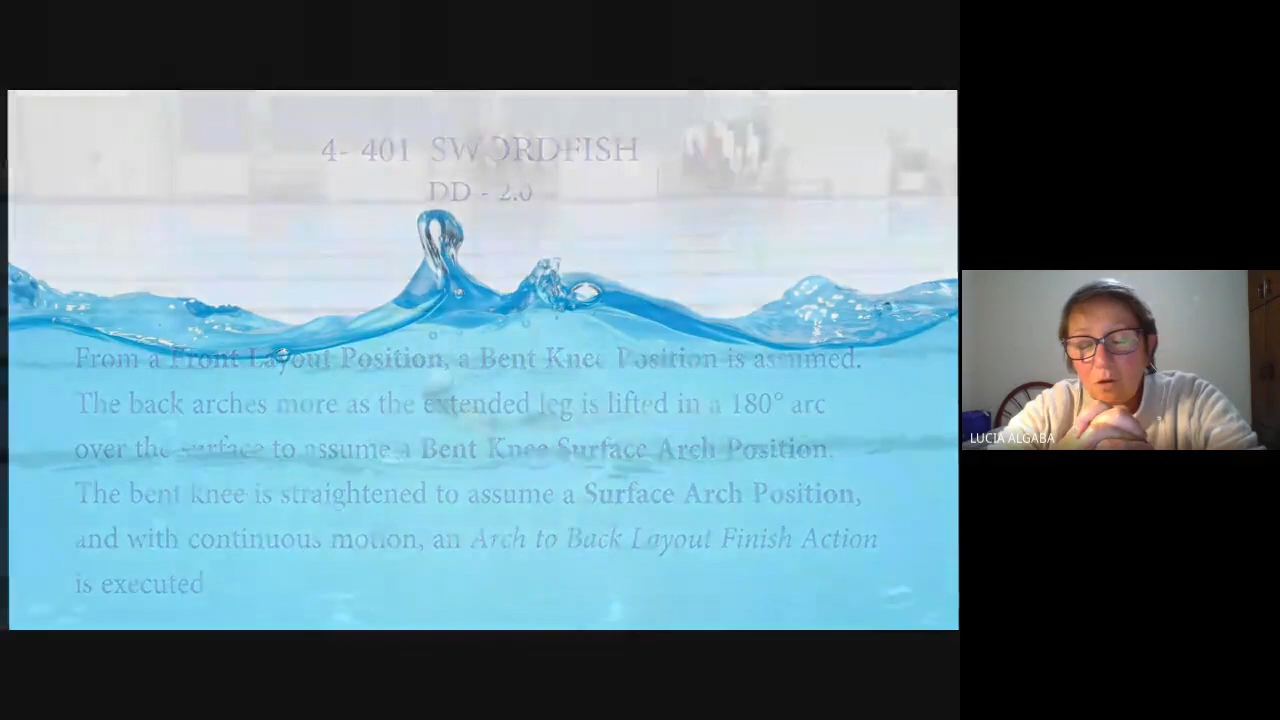 4- 401 SWORDFISH
DD - 2.0
From a Front Layout Position, a Bent Knee Position is assumed.
The back arches more as the extended leg is lifted in a 180° arc
over the surface to assume a Bent Knee Surface Arch Position.
The bent knee is straightened to assume a Surface Arch Position,
and with continuous motion, an Arch to Back Layout Finish Action
is executed
LUCIA ALGABA